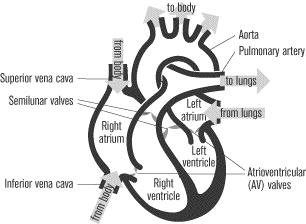 to body
Aorta
Pulmonary artery
from body
to lungs
Superior vena cava
Semilunar valves
Left
atrium
from lungs
Right
atrium
Left
ventricle
Atrioventricular
(AV) valves
Inferior vena cava
Right
ventricle
from body